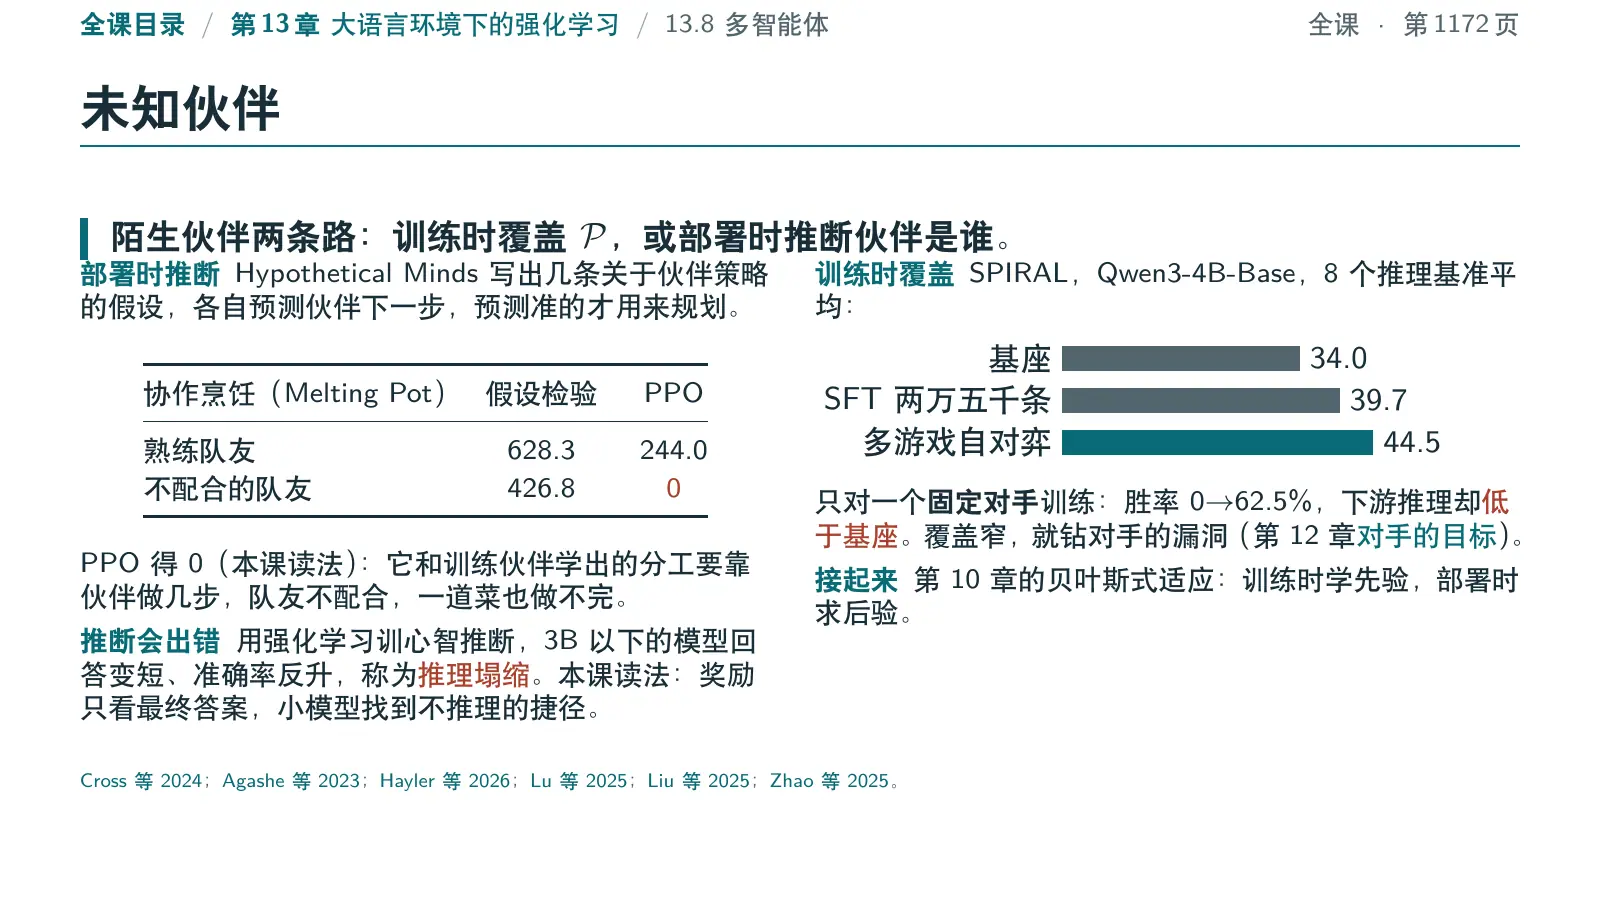 全课目录 / 第13章 大语言环境下的强化学习 / 13.8 多智能体
全课 · 第1172页
未知伙伴
陌生伙伴两条路：训练时覆盖 𝒫，或部署时推断伙伴是谁。
部署时推断 Hypothetical Minds 写出几条关于伙伴策略
的假设，各自预测伙伴下一步，预测准的才用来规划。
协作烹饪（Melting Pot） 假设检验 PPO
熟练队友 628.3 244.0
不配合的队友 426.8 0
PPO 得 0（本课读法）：它和训练伙伴学出的分工要靠
伙伴做几步，队友不配合，一道菜也做不完。
推断会出错 用强化学习训心智推断，3B 以下的模型回
答变短、准确率反升，称为推理塌缩。本课读法：奖励
只看最终答案，小模型找到不推理的捷径。
训练时覆盖 SPIRAL，Qwen3-4B-Base，8 个推理基准平
均：
基座 34.0
SFT 两万五千条 39.7
多游戏自对弈 44.5
只对一个固定对手训练：胜率 0→62.5%，下游推理却低
于基座。覆盖窄，就钻对手的漏洞（第 12 章对手的目标）。
接起来 第 10 章的贝叶斯式适应：训练时学先验，部署时
求后验。
Cross 等 2024；Agashe 等 2023；Hayler 等 2026；Lu 等 2025；Liu 等 2025；Zhao 等 2025。